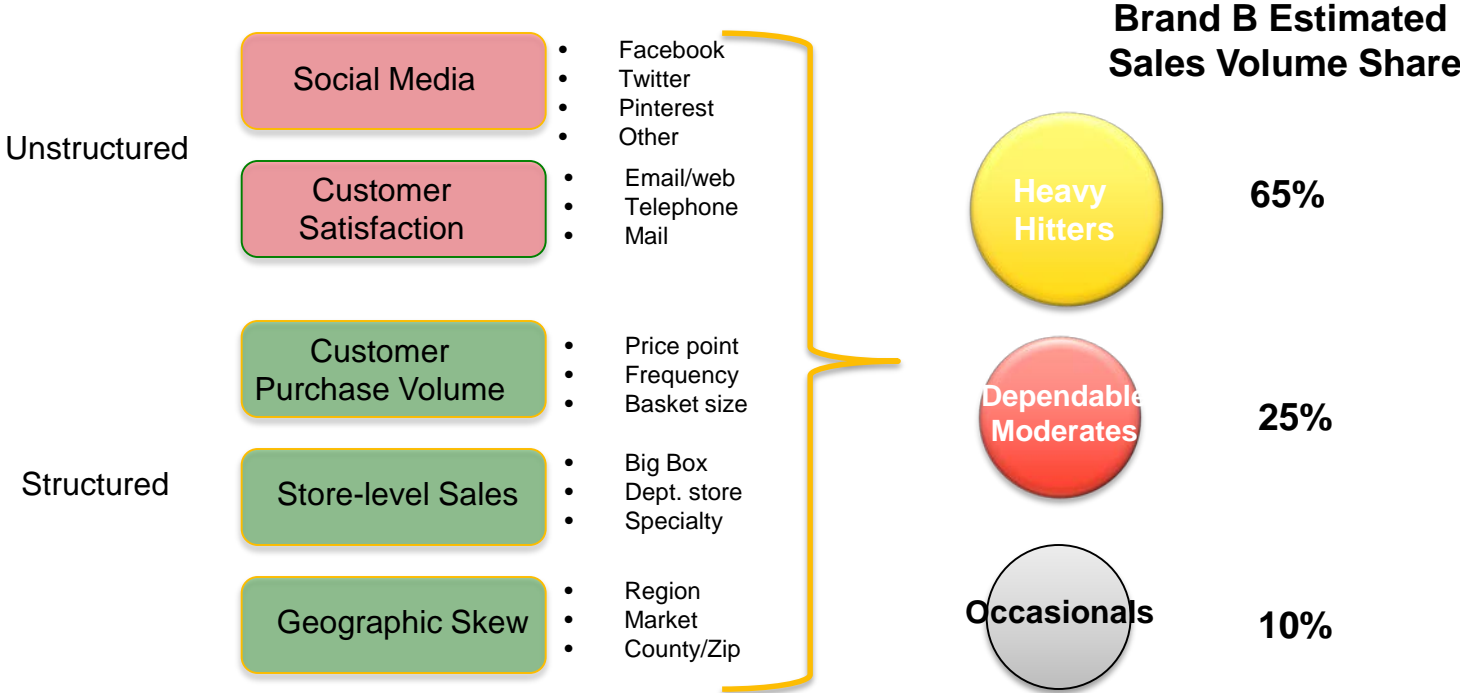 Brand B Estimated
Sales Volume Share
Unstructured
Social Media
• Facebook
• Twitter
• Pinterest
• Other
Customer
Satisfaction
• Email/web
• Telephone
• Mail
Structured
Customer
Purchase Volume
• Price point
• Frequency
• Basket size
Store-level Sales
• Big Box
• Dept. store
• Specialty
Geographic Skew
• Region
• Market
• County/Zip
Heavy
Hitters
65%
Dependable
Moderates
25%
Occasionals
10%